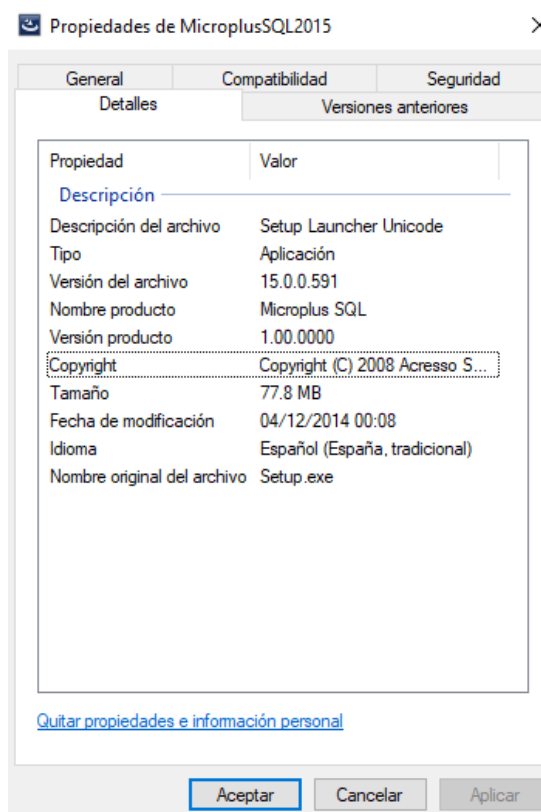 Propiedades de MicroplusSQL2015
General Compatibilidad Seguridad
Detalles Versiones anteriores
Propiedad Valor
Descripción
Descripción del archivo Setup Launcher Unicode
Tipo Aplicación
Versión del archivo 15.0.0.591
Nombre producto Microplus SQL
Versión producto 1.00.0000
Copyright Copyright (C) 2008 Acresso S...
Tamaño 77.8 MB
Fecha de modificación 04/12/2014 00:08
Idioma Español (España, tradicional)
Nombre original del archivo Setup.exe
Quitar propiedades e información personal
Aceptar Cancelar Aplicar